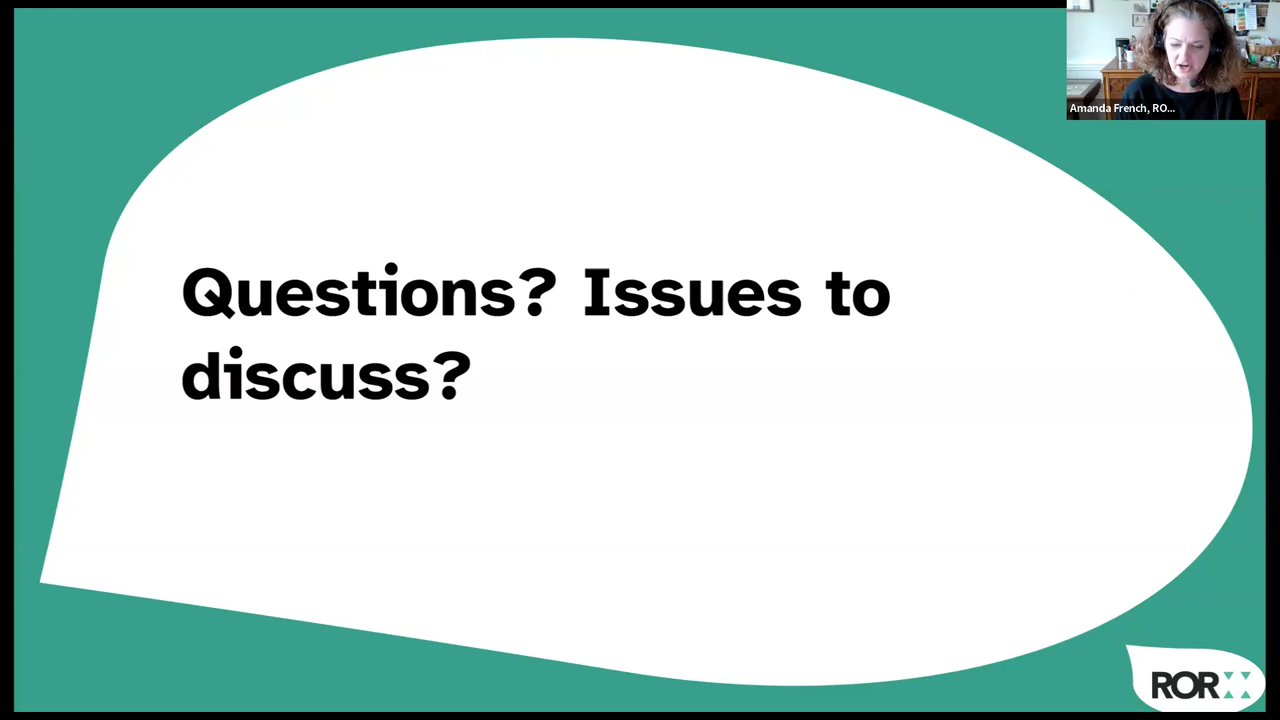 Amanda French, RO...
Questions? Issues to
discuss?
ROR